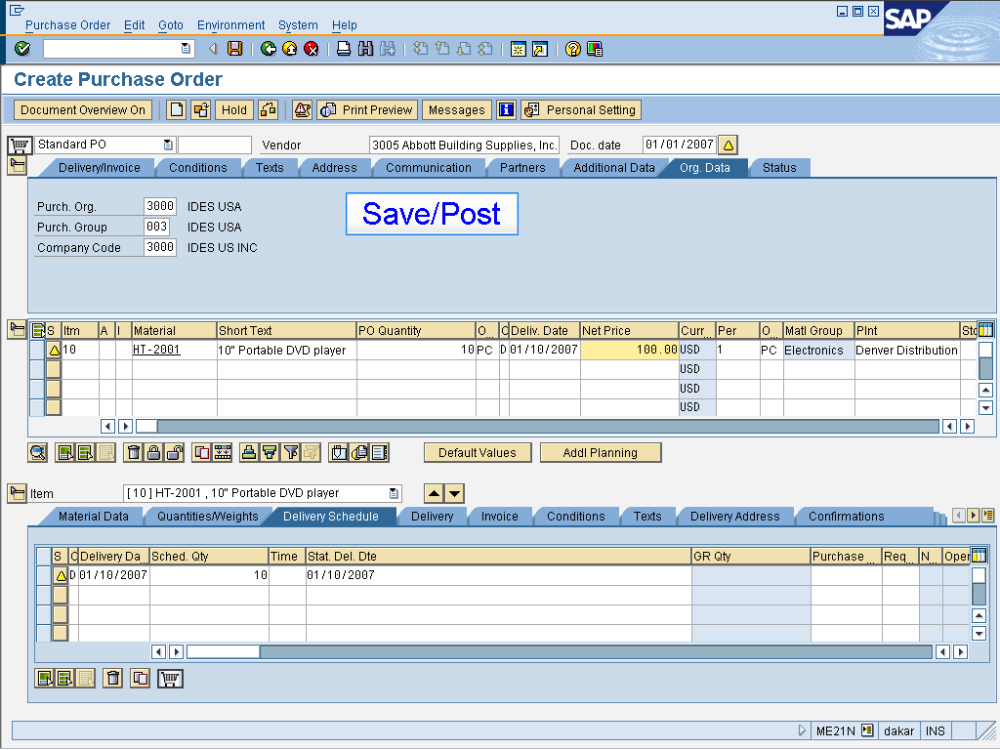 Purchase Order Edit Goto Environment System Help
SAP
Create Purchase Order
Document Overview On Hold Print Preview Messages Personal Setting
Standard PO Vendor 3005 Abbott Building Supplies, Inc. Doc. date 01/01/2007
Delivery/Invoice Conditions Texts Address Communication Partners Additional Data Org. Data Status
Purch. Org. 3000 IDES USA
Save/Post
Purch. Group 003 IDES USA
Company Code 3000 IDES US INC
S Itm A I Material Short Text PO Quantity O... C Deliv. Date Net Price Curr... Per O... Matl Group Plnt Sto
10 HT-2001 10" Portable DVD player 10 PC D 01/10/2007 100.00 USD 1 PC Electronics Denver Distribution
USD
USD
USD
Default Values Addl Planning
Item [ 10 ] HT-2001 , 10" Portable DVD player
Material Data Quantities/Weights Delivery Schedule Delivery Invoice Conditions Texts Delivery Address Confirmations
S C Delivery Da... Sched. Qty Time Stat. Del. Dte GR Qty Purchase ... Req... N... Open
D 01/10/2007 10 01/10/2007
ME21N dakar INS